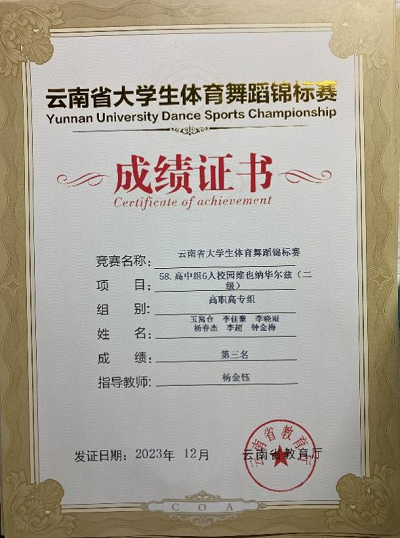 云南省大学生体育舞蹈锦标赛
Yunnan University Dance Sports Championship
成绩证书
Certificate of achievement
竞赛名称： 云南省大学生体育舞蹈锦标赛
项　　目： 58. 高中组6人校园维也纳华尔兹（二
级）
组　　别： 高职高专组
李佳豪 李晓丽
姓　　名： 杨春杰 李超 钟金梅
成　　绩： 第三名
指导教师： 杨金钰
发证日期：2023年 12月 云南省教育厅
云南省教育厅
COA